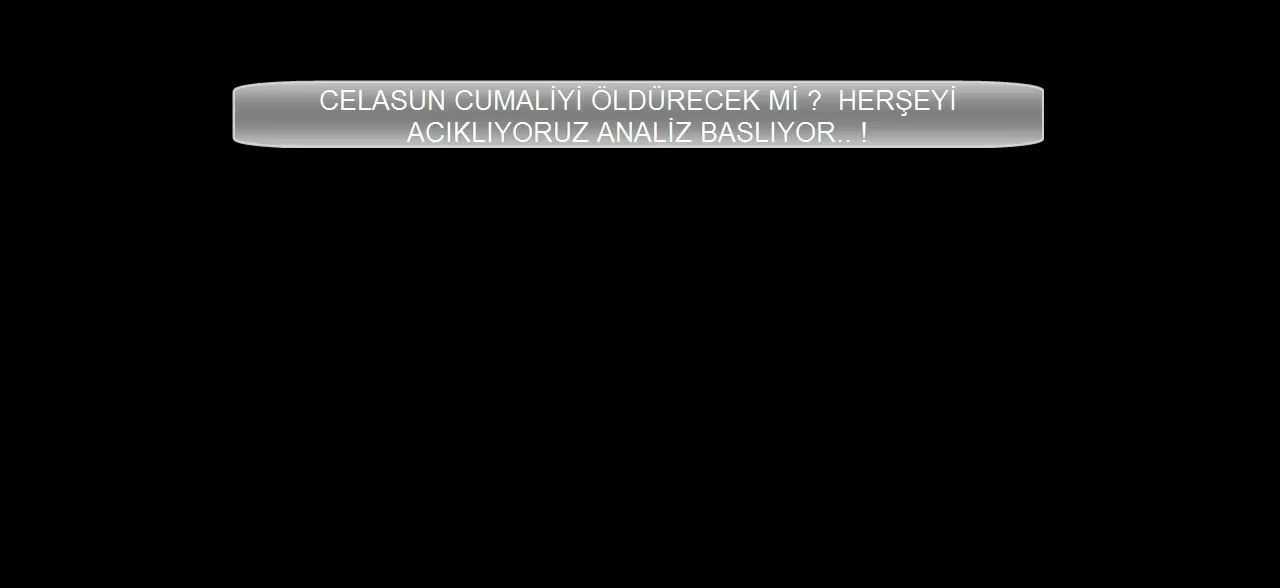 CELASUN CUMALİYİ ÖLDÜRECEK Mİ ?  HERŞEYİ
ACIKLIYORUZ ANALİZ BASLIYOR.. !